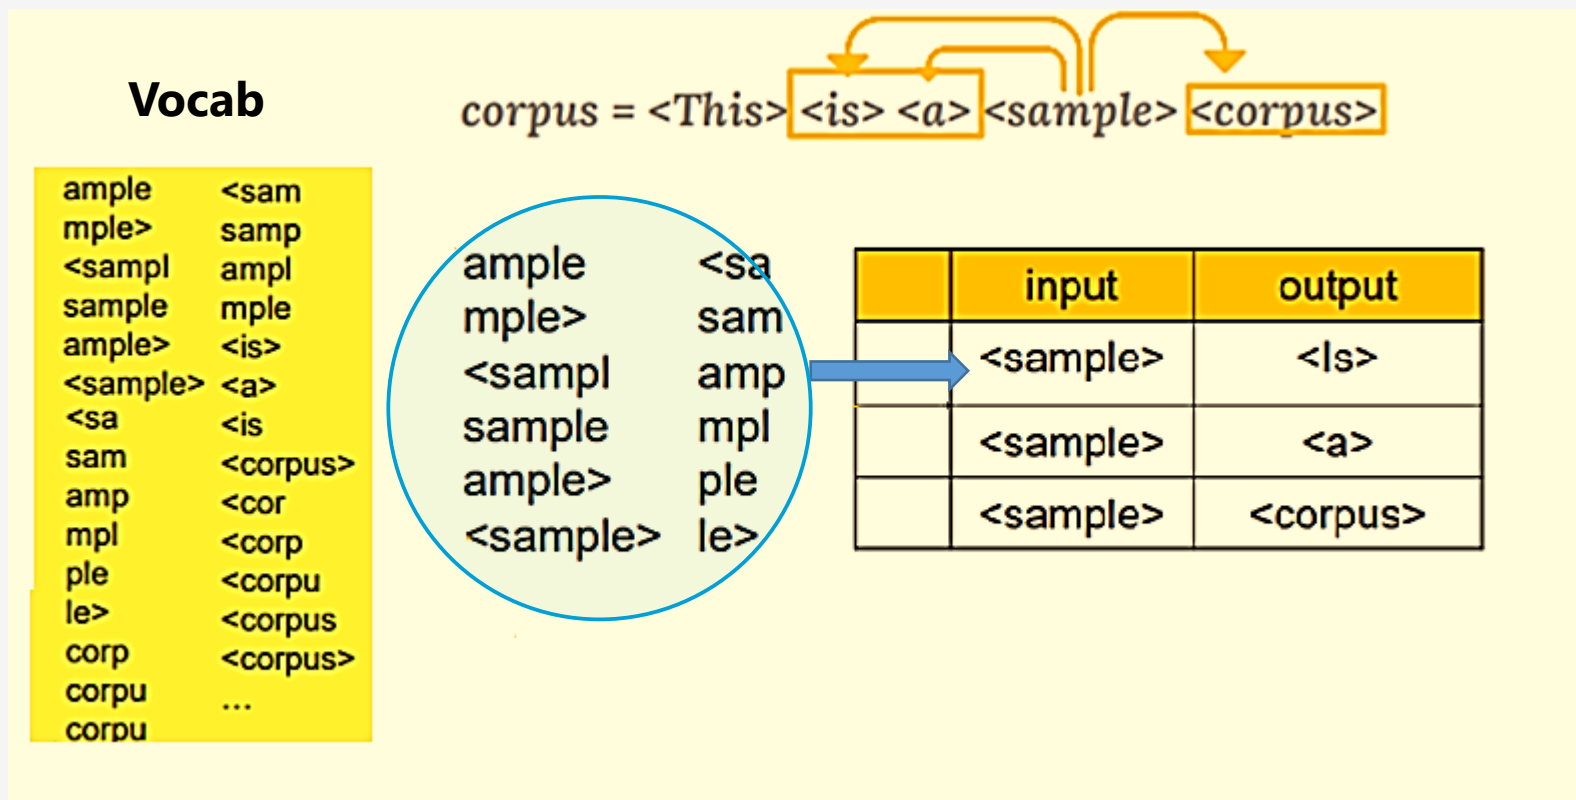 Vocab
corpus = <This> <is> <a> <sample> <corpus>
ample <sam
mple> samp
<sampl ampl
sample mple
ample> <is>
<sample> <a>
<sa <is
sam <corpus>
amp <cor
mpl <corp
ple <corpu
le> <corpus
corp <corpus>
corpu ...
corpu
ample <sa
mple> sam
<sampl amp
sample mpl
ample> ple
<sample> le>
input output
<sample> <Is>
<sample> <a>
<sample> <corpus>